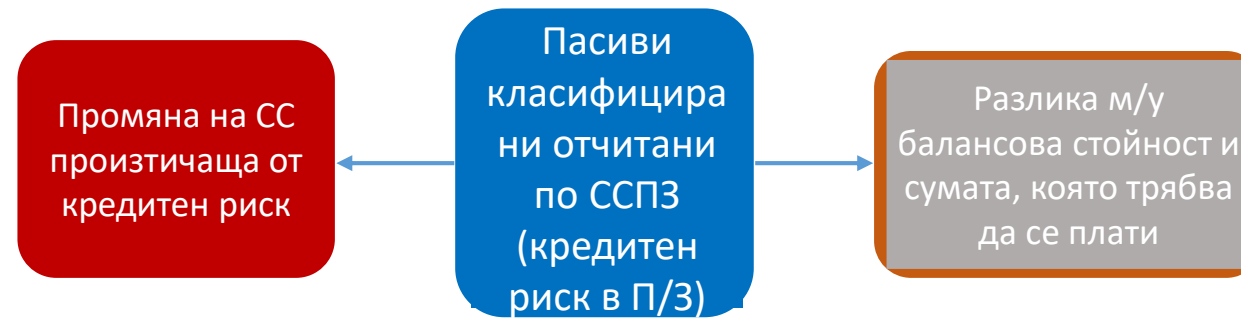 Промяна на СС
произтичаща от
кредитен риск
Пасиви
класифицира
ни отчитани
по ССПЗ
(кредитен
риск в П/З)
Разлика м/у
балансова стойност и
сумата, която трябва
да се плати